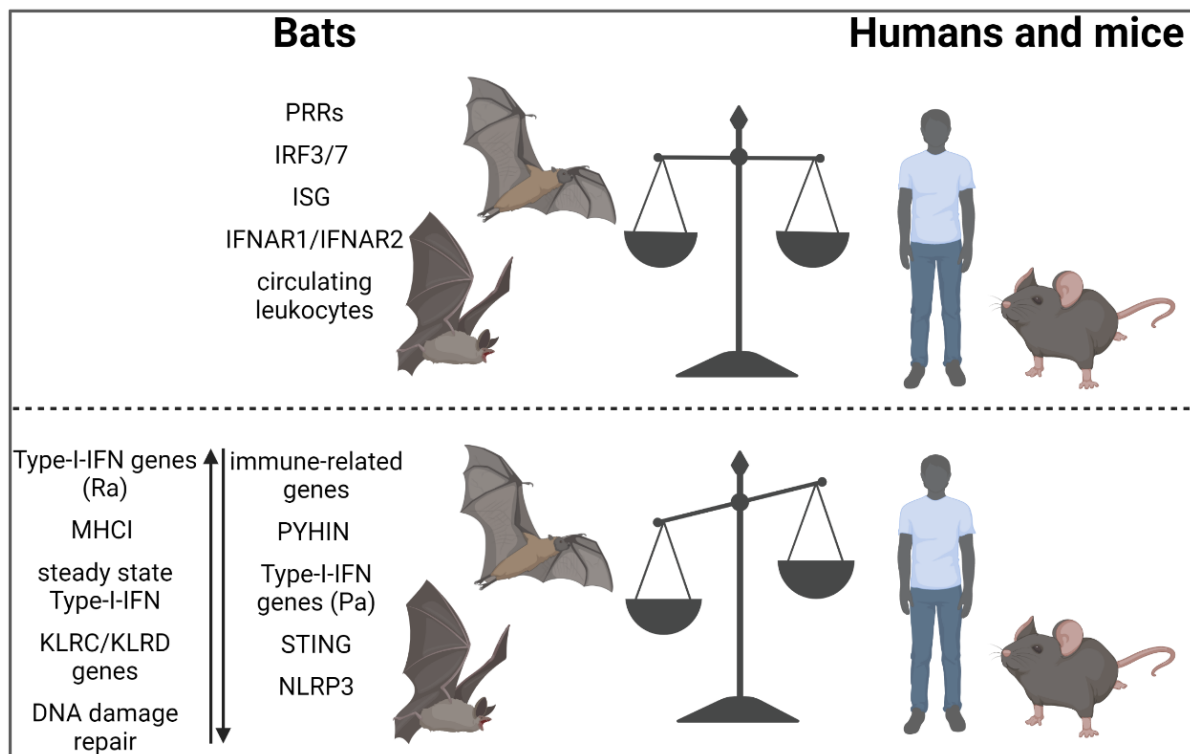 Bats
Humans and mice
PRRs
IRF3/7
ISG
IFNAR1/IFNAR2
circulating
leukocytes
Type-I-IFN genes
(Ra)
MHCI
steady state
Type-I-IFN
KLRC/KLRD
genes
DNA damage
repair
immune-related
genes
PYHIN
Type-I-IFN
genes (Pa)
STING
NLRP3